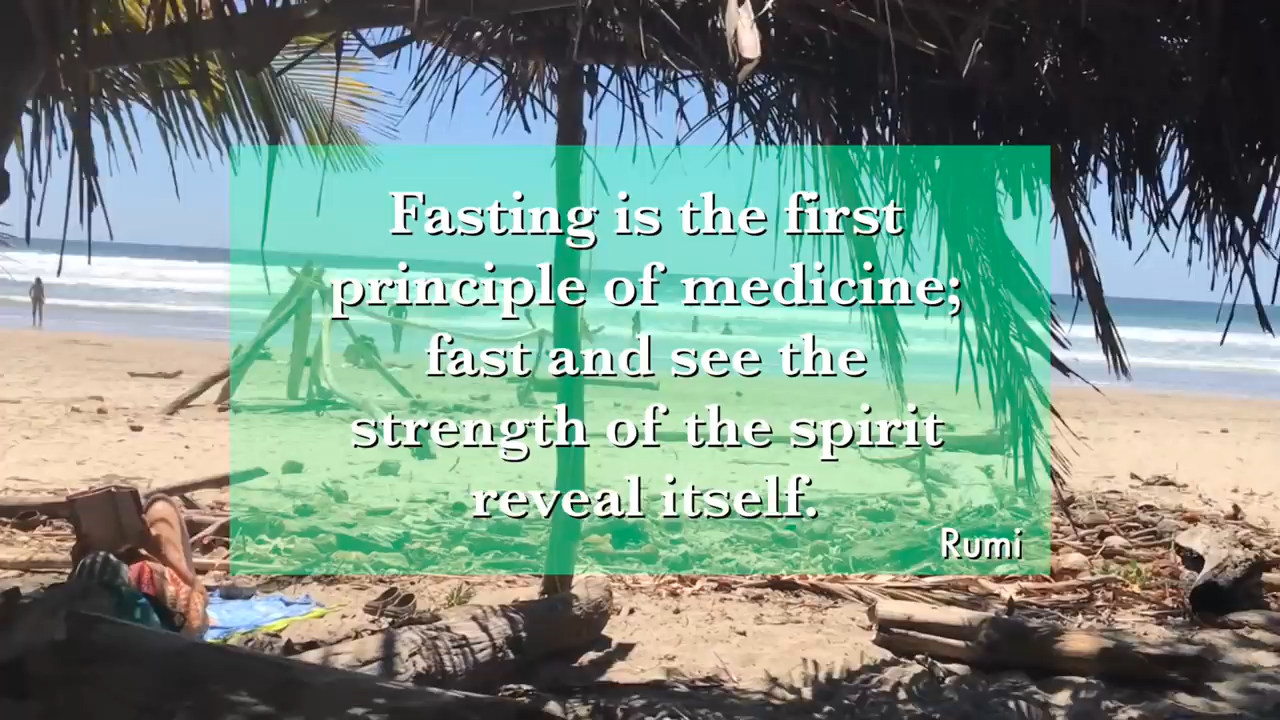 Fasting is the first
principle of medicine;
fast and see the
strength of the spirit
reveal itself.
Rumi